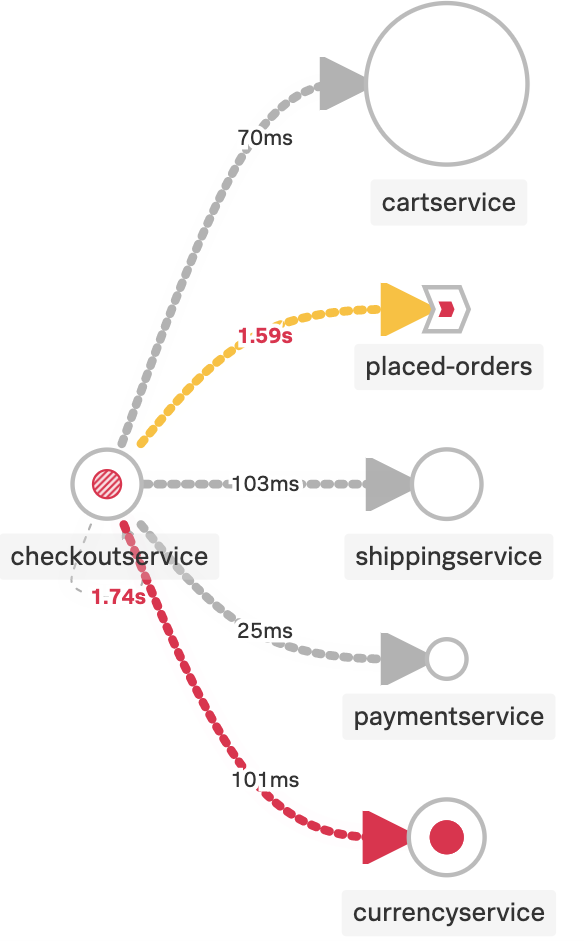 70ms
cartservice
1.59s
placed-orders
103ms
checkoutservice
shippingservice
1.74s
25ms
paymentservice
101ms
currencyservice